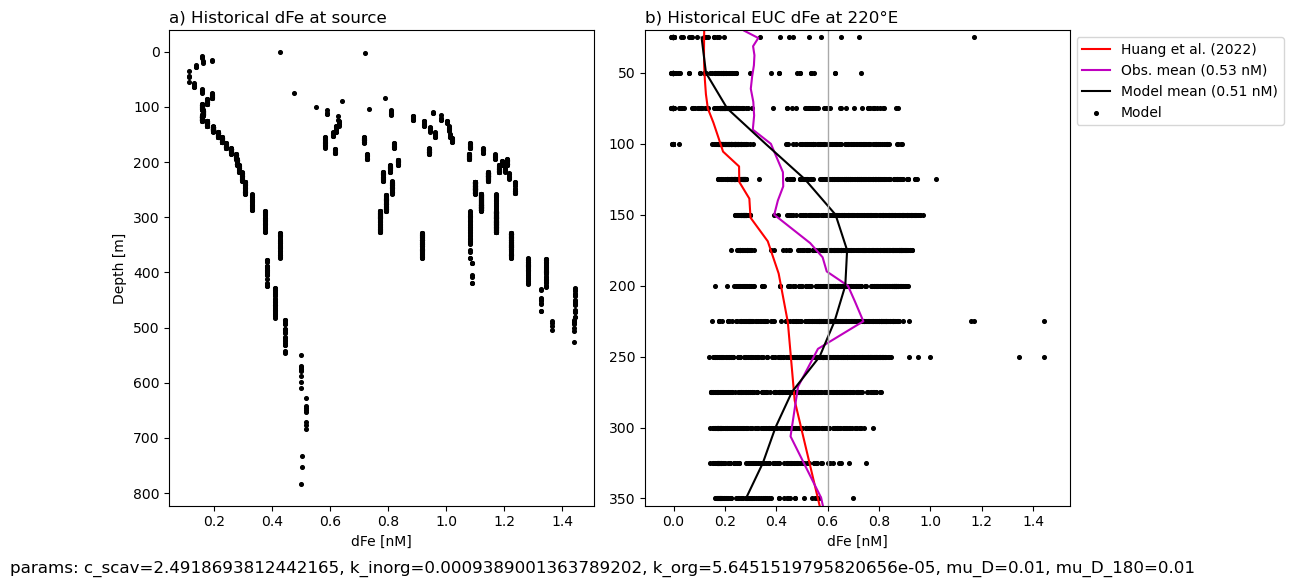 a) Historical dFe at source
b) Historical EUC dFe at 220°E
Depth [m]
0
100
200
300
400
500
600
700
800
0.2 0.4 0.6 0.8 1.0 1.2 1.4
dFe [nM]
50
100
150
200
250
300
350
0.0 0.2 0.4 0.6 0.8 1.0 1.2 1.4
dFe [nM]
Huang et al. (2022)
Obs. mean (0.53 nM)
Model mean (0.51 nM)
Model
params: c_scav=2.4918693812442165, k_inorg=0.0009389001363789202, k_org=5.6451519795820656e-05, mu_D=0.01, mu_D_180=0.01